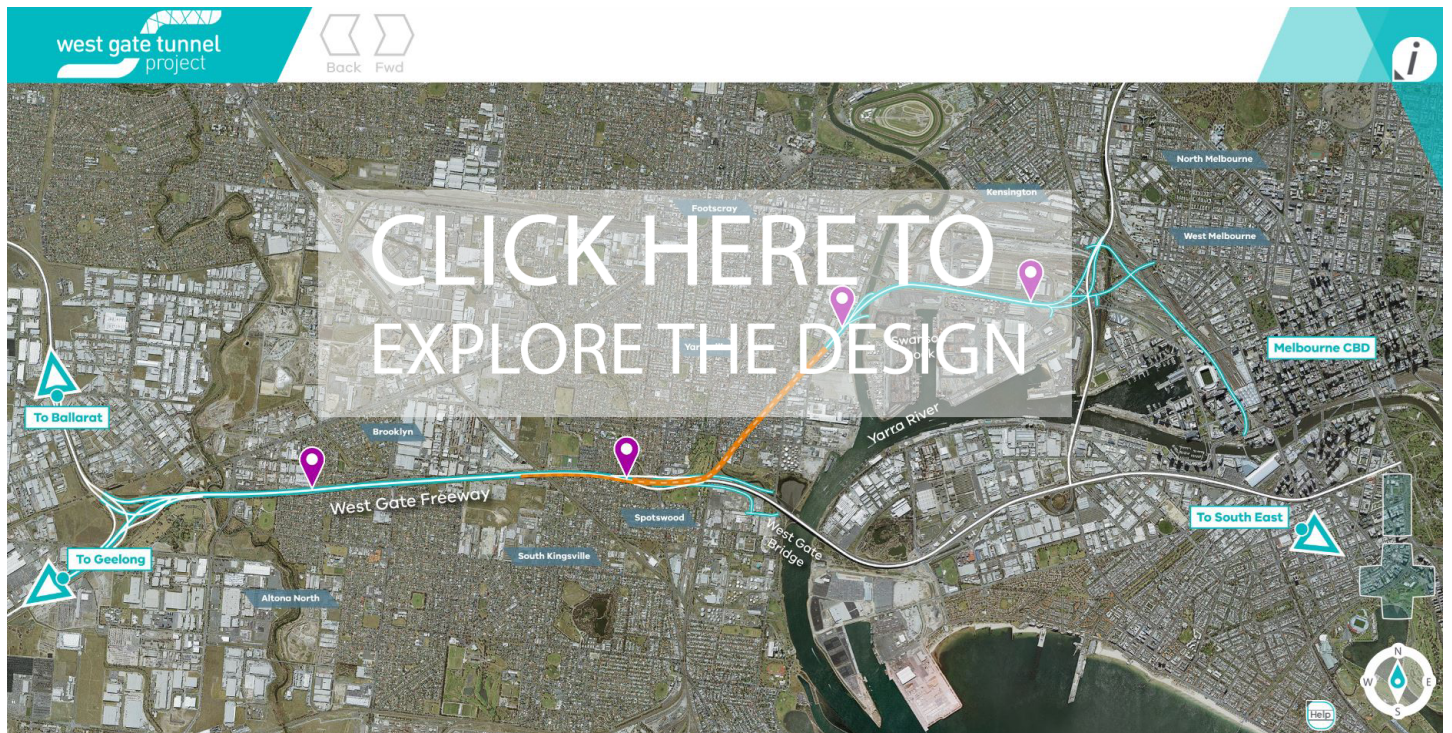 west gate tunnel
project
Back
Fwd
i
North Melbourne
Kensington
Footscray
West Melbourne
CLICK HERE TO
EXPLORE THE DESIGN
Melbourne CBD
To Ballarat
Yarra River
Brooklyn
West Gate Freeway
Spotswood
To South East
West Gate
Bridge
To Geelong
South Kingsville
Altona North
N
W
E
S
Help